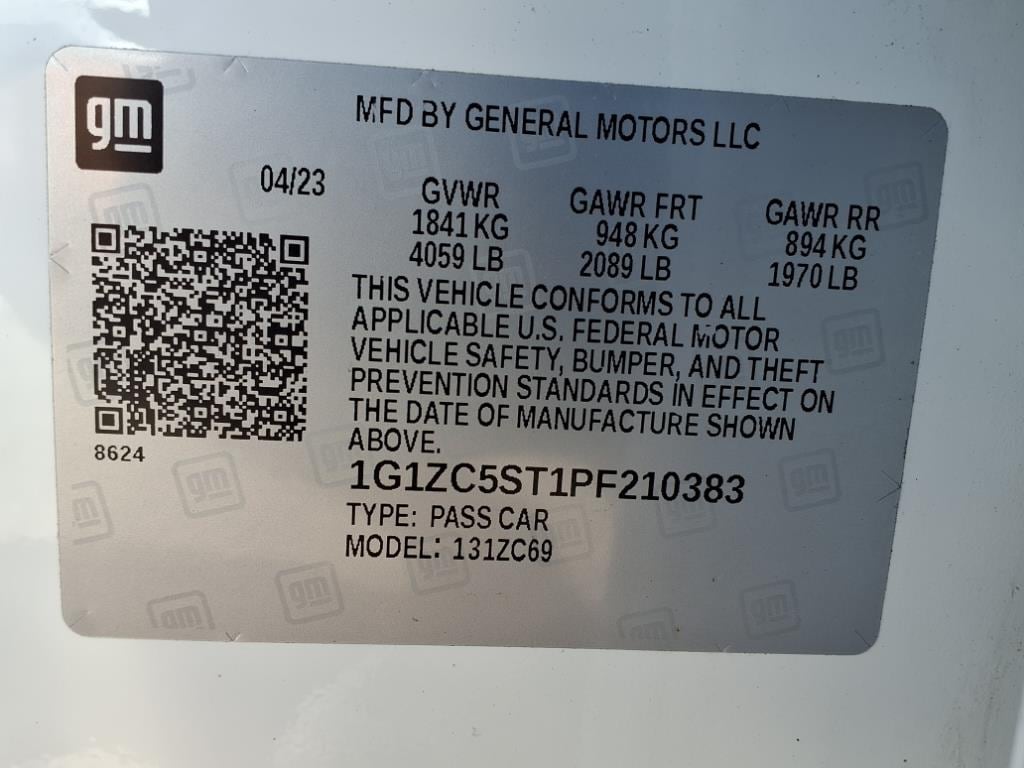 gm
MFD BY GENERAL MOTORS LLC
04/23
GVWR GAWR FRT GAWR RR
1841 KG 948 KG 894 KG
4059 LB 2089 LB 1970 LB
THIS VEHICLE CONFORMS TO ALL
APPLICABLE U.S. FEDERAL MOTOR
VEHICLE SAFETY, BUMPER, AND THEFT
PREVENTION STANDARDS IN EFFECT ON
THE DATE OF MANUFACTURE SHOWN
ABOVE.
8624
1G1ZC5ST1PF210383
TYPE: PASS CAR
MODEL: 131ZC69